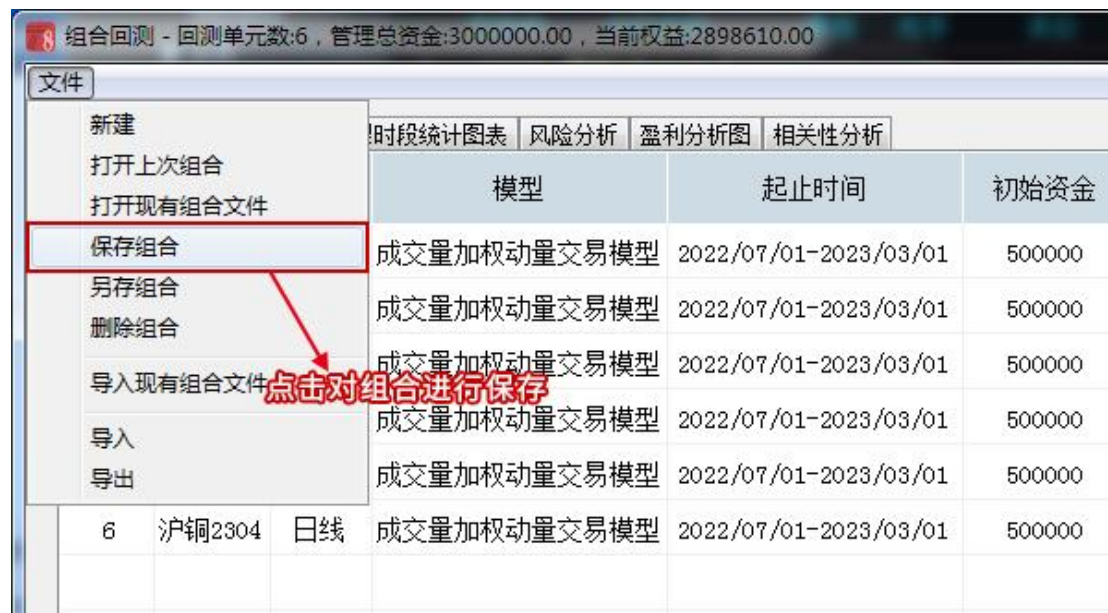 8 组合回测 - 回测单元数:6，管理总资金:3000000.00，当前权益:2898610.00
文件
新建
打开上次组合
打开现有组合文件
保存组合
另存组合
删除组合
导入现有组合文件
导入
导出
时段统计图表 风险分析 盈利分析图 相关性分析
模型 起止时间 初始资金
成交量加权动量交易模型 2022/07/01-2023/03/01 500000
成交量加权动量交易模型 2022/07/01-2023/03/01 500000
成交量加权动量交易模型 2022/07/01-2023/03/01 500000
点击对组合进行保存
成交量加权动量交易模型 2022/07/01-2023/03/01 500000
成交量加权动量交易模型 2022/07/01-2023/03/01 500000
6 沪铜2304 日线 成交量加权动量交易模型 2022/07/01-2023/03/01 500000